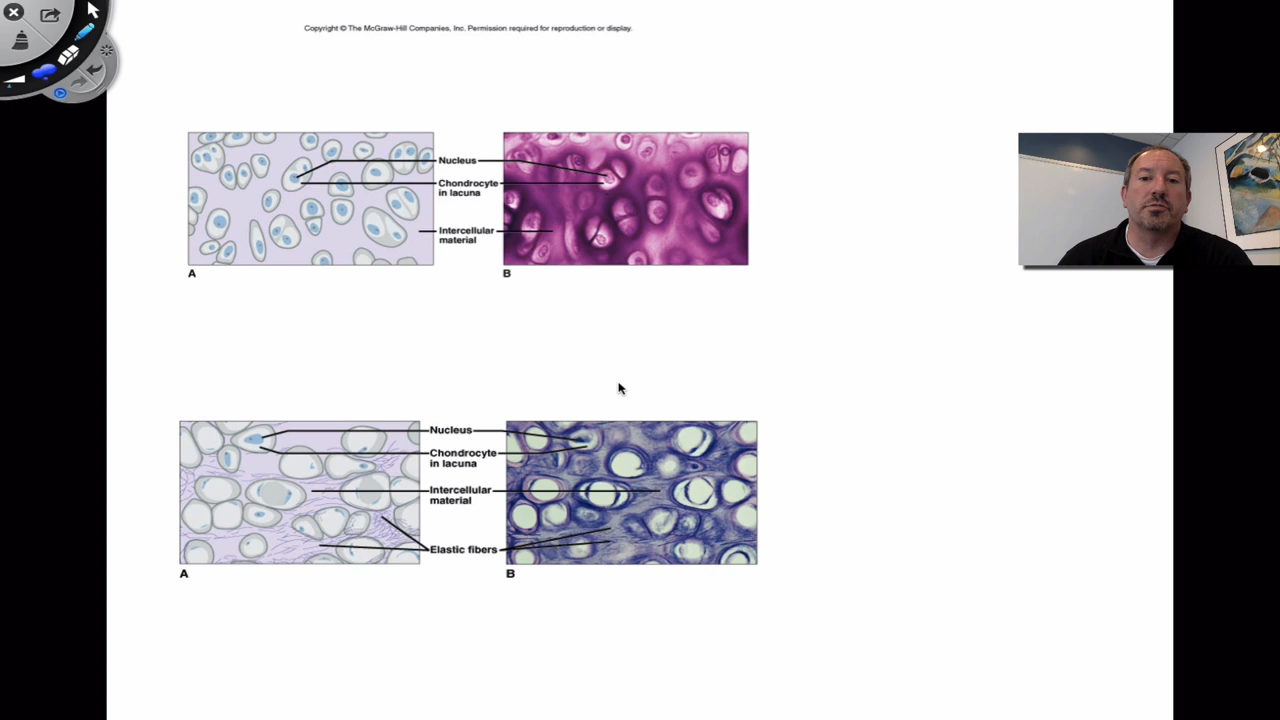 Copyright © The McGraw-Hill Companies, Inc. Permission required for reproduction or display.
Nucleus
Chondrocyte
in lacuna
Intercellular
material
A
B
Nucleus
Chondrocyte
in lacuna
Intercellular
material
Elastic fibers
A
B